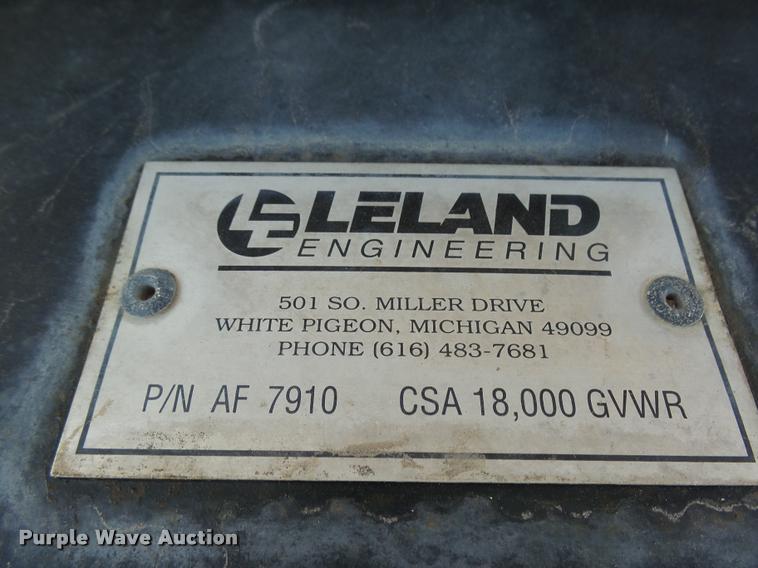 LELAND
ENGINEERING
501 SO. MILLER DRIVE
WHITE PIGEON, MICHIGAN 49099
PHONE (616) 483-7681
P/N AF 7910 CSA 18,000 GVWR
Purple Wave Auction